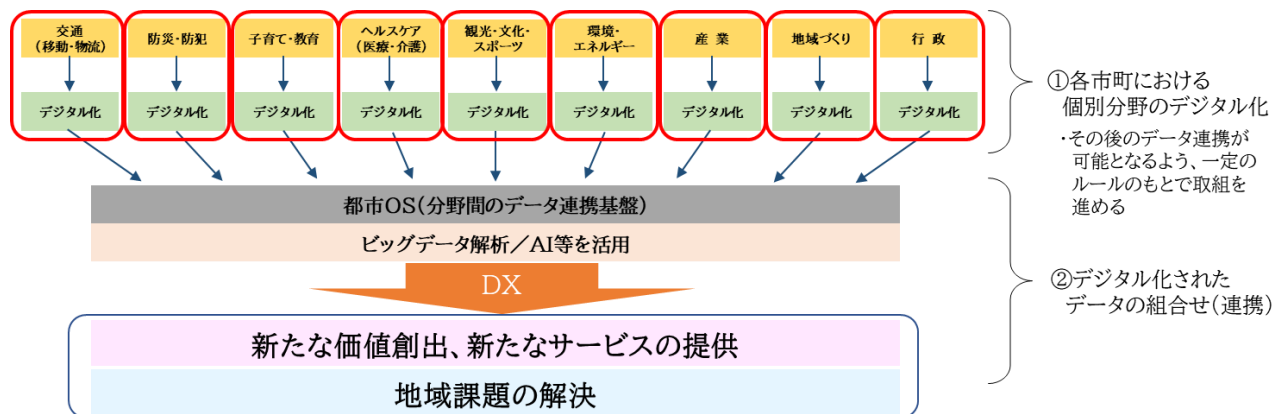 交通
(移動・物流)
防災・防犯
子育て・教育
ヘルスケア
(医療・介護)
観光・文化・
スポーツ
環境・
エネルギー
産 業
地域づくり
行 政
デジタル化
デジタル化
デジタル化
デジタル化
デジタル化
デジタル化
デジタル化
デジタル化
デジタル化
①各市町における
個別分野のデジタル化
・その後のデータ連携が
可能となるよう、一定の
ルールのもとで取組を
進める
都市OS(分野間のデータ連携基盤)
ビッグデータ解析/AI等を活用
DX
②デジタル化された
データの組合せ(連携)
新たな価値創出、新たなサービスの提供
地域課題の解決